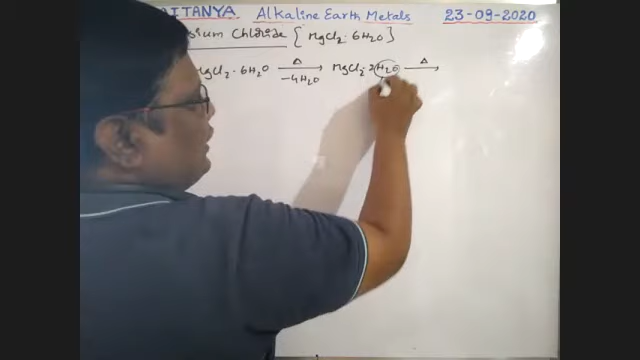 AITANYA Alkaline Earth Metals 23-09-2020
sium Chloride { MgCl2·6H2O }
MgCl2·6H2O Δ → -4H2O MgCl2·2H2O Δ →